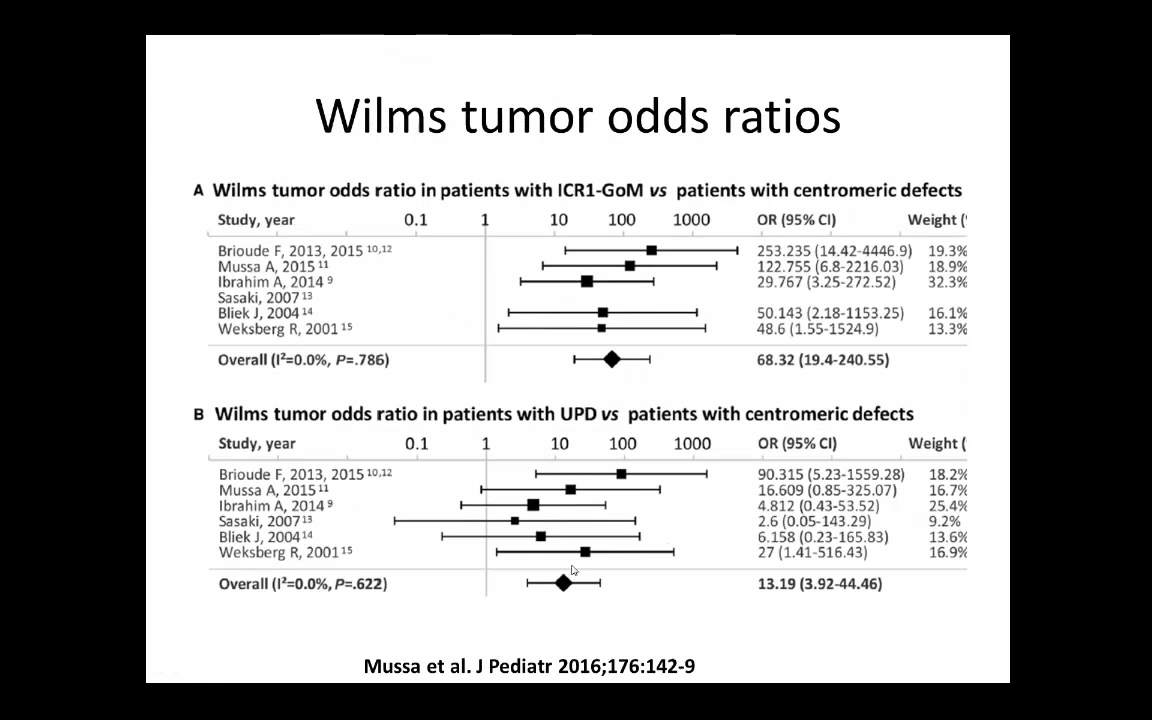 Wilms tumor odds ratios
A Wilms tumor odds ratio in patients with ICR1-GoM vs patients with centromeric defects
Study, year 0.1 1 10 100 1000 OR (95% CI) Weight (
Brioude F, 2013, 2015 10,12 253.235 (14.42-4446.9) 19.3%
Mussa A, 2015 11 122.755 (6.8-2216.03) 18.9%
Ibrahim A, 2014 9 29.767 (3.25-272.52) 32.3%
Sasaki, 2007 13
Bliek J, 2004 14 50.143 (2.18-1153.25) 16.1%
Weksberg R, 2001 15 48.6 (1.55-1524.9) 13.3%
Overall (I²=0.0%, P=.786) 68.32 (19.4-240.55)
B Wilms tumor odds ratio in patients with UPD vs patients with centromeric defects
Study, year 0.1 1 10 100 1000 OR (95% CI) Weight (
Brioude F, 2013, 2015 10,12 90.315 (5.23-1559.28) 18.2%
Mussa A, 2015 11 16.609 (0.85-325.07) 16.7%
Ibrahim A, 2014 9 4.812 (0.43-53.52) 25.4%
Sasaki, 2007 13 2.6 (0.05-143.29) 9.2%
Bliek J, 2004 14 6.158 (0.23-165.83) 13.6%
Weksberg R, 2001 15 27 (1.41-516.43) 16.9%
Overall (I²=0.0%, P=.622) 13.19 (3.92-44.46)
Mussa et al. J Pediatr 2016;176:142-9